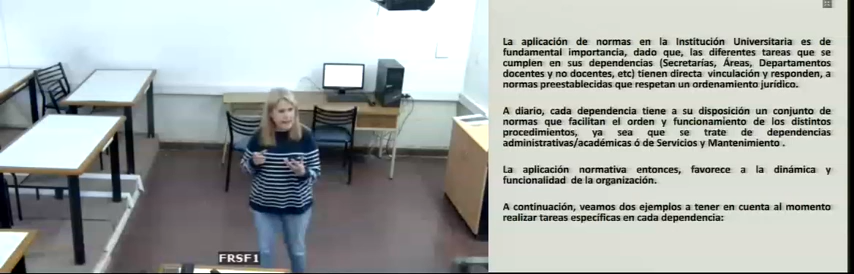 La aplicación de normas en la Institución Universitaria es de
fundamental importancia, dado que, las diferentes tareas que se
cumplen en sus dependencias (Secretarías, Áreas, Departamentos
docentes y no docentes, etc) tienen directa vinculación y responden, a
normas preestablecidas que respetan un ordenamiento jurídico.
A diario, cada dependencia tiene a su disposición un conjunto de
normas que facilitan el orden y funcionamiento de los distintos
procedimientos, ya sea que se trate de dependencias
administrativas/académicas ó de Servicios y Mantenimiento .
La aplicación normativa entonces, favorece a la dinámica y
funcionalidad de la organización.
A continuación, veamos dos ejemplos a tener en cuenta al momento
realizar tareas específicas en cada dependencia:
FRSF1